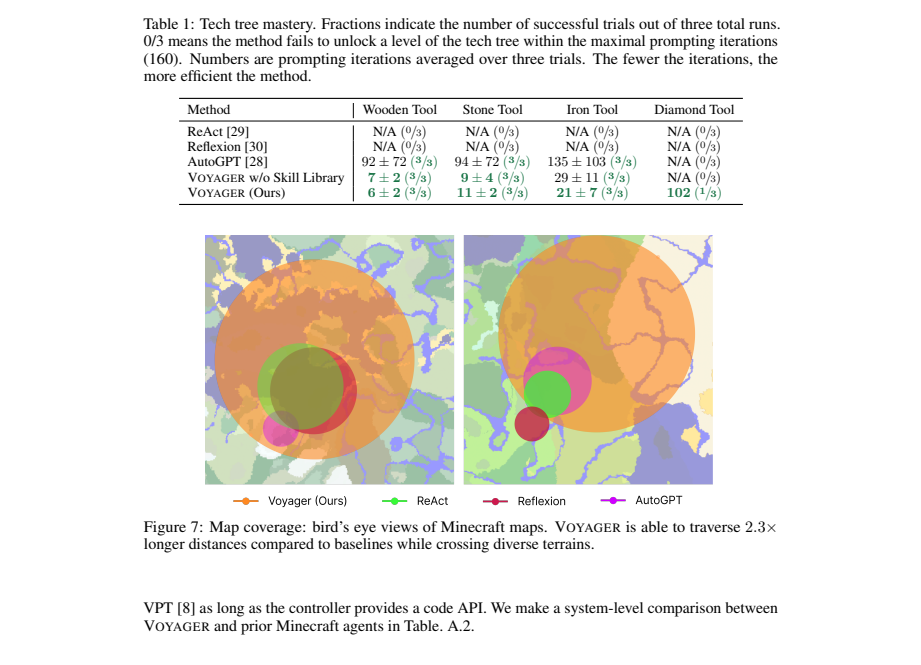 Table 1: Tech tree mastery. Fractions indicate the number of successful trials out of three total runs.
0/3 means the method fails to unlock a level of the tech tree within the maximal prompting iterations
(160). Numbers are prompting iterations averaged over three trials. The fewer the iterations, the
more efficient the method.
Method Wooden Tool Stone Tool Iron Tool Diamond Tool
ReAct [29] N/A (0/3) N/A (0/3) N/A (0/3) N/A (0/3)
Reflexion [30] N/A (0/3) N/A (0/3) N/A (0/3) N/A (0/3)
AutoGPT [28] 92 ± 72 (3/3) 94 ± 72 (3/3) 135 ± 103 (3/3) N/A (0/3)
VOYAGER w/o Skill Library 7 ± 2 (3/3) 9 ± 4 (3/3) 29 ± 11 (3/3) N/A (0/3)
VOYAGER (Ours) 6 ± 2 (3/3) 11 ± 2 (3/3) 21 ± 7 (3/3) 102 (1/3)
Voyager (Ours) ReAct Reflexion AutoGPT
Figure 7: Map coverage: bird's eye views of Minecraft maps. VOYAGER is able to traverse 2.3×
longer distances compared to baselines while crossing diverse terrains.
VPT [8] as long as the controller provides a code API. We make a system-level comparison between
VOYAGER and prior Minecraft agents in Table. A.2.